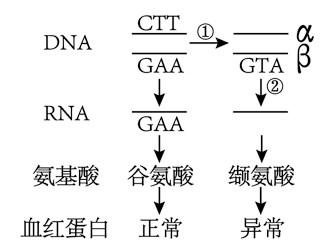 CTT
DNA ① α
β
GAA GTA
②
RNA
GAA
氨基酸 谷氨酸 缬氨酸
血红蛋白 正常 异常